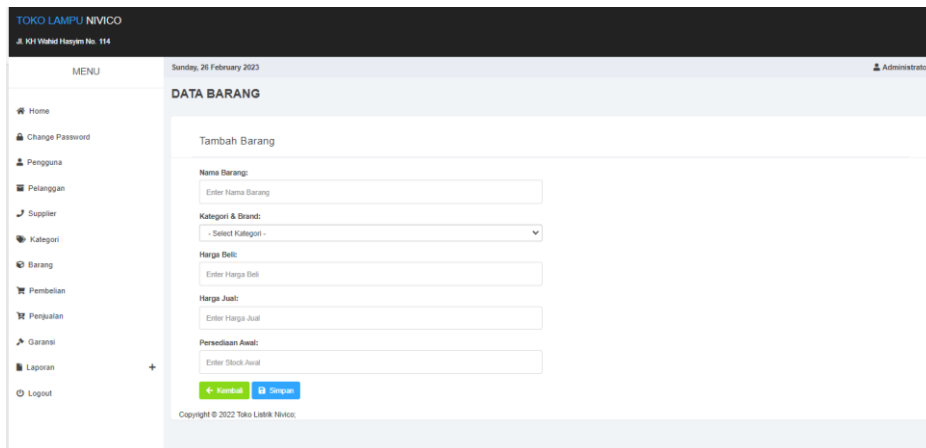 TOKO LAMPU NIVICO
Jl. KH Wahid Hasyim No. 114
MENU
Sunday, 26 February 2023
Administrato
DATA BARANG
Home
Change Password
Pengguna
Pelanggan
Supplier
Kategori
Barang
Pembelian
Penjualan
Garansi
Laporan +
Logout
Tambah Barang
Nama Barang:
Enter Nama Barang
Kategori & Brand:
- Select Kategori -
Harga Beli:
Enter Harga Beli
Harga Jual:
Enter Harga Jual
Persediaan Awal:
Enter Stock Awal
Kembali Simpan
Copyright © 2022 Toko Listrik Nivico;